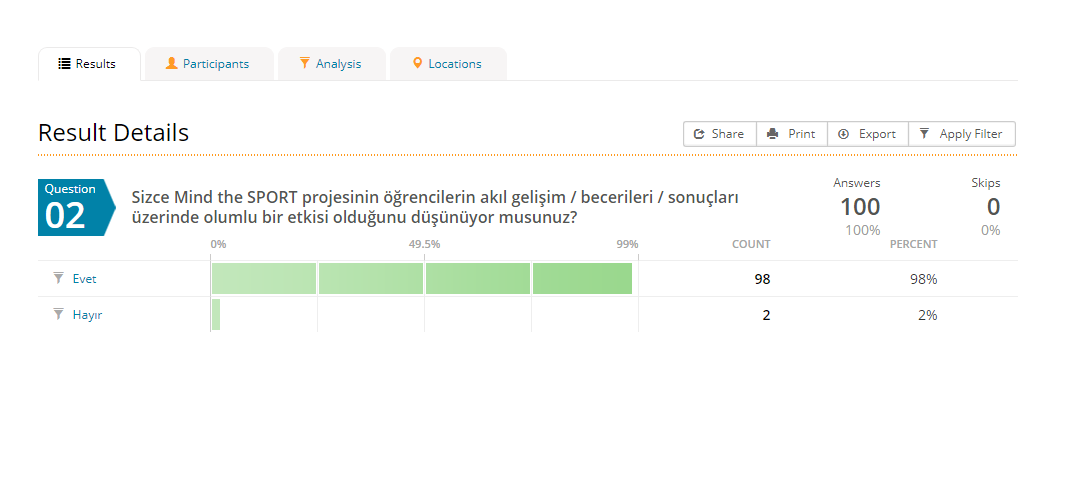 Results Participants Analysis Locations
Result Details
Share Print Export Apply Filter
Question
02
Sizce Mind the SPORT projesinin öğrencilerin akıl gelişim / becerileri / sonuçları
üzerinde olumlu bir etkisi olduğunu düşünüyor musunuz?
Answers
100
100%
Skips
0
0%
0% 49.5% 99% COUNT PERCENT
Evet 98 98%
Hayır 2 2%